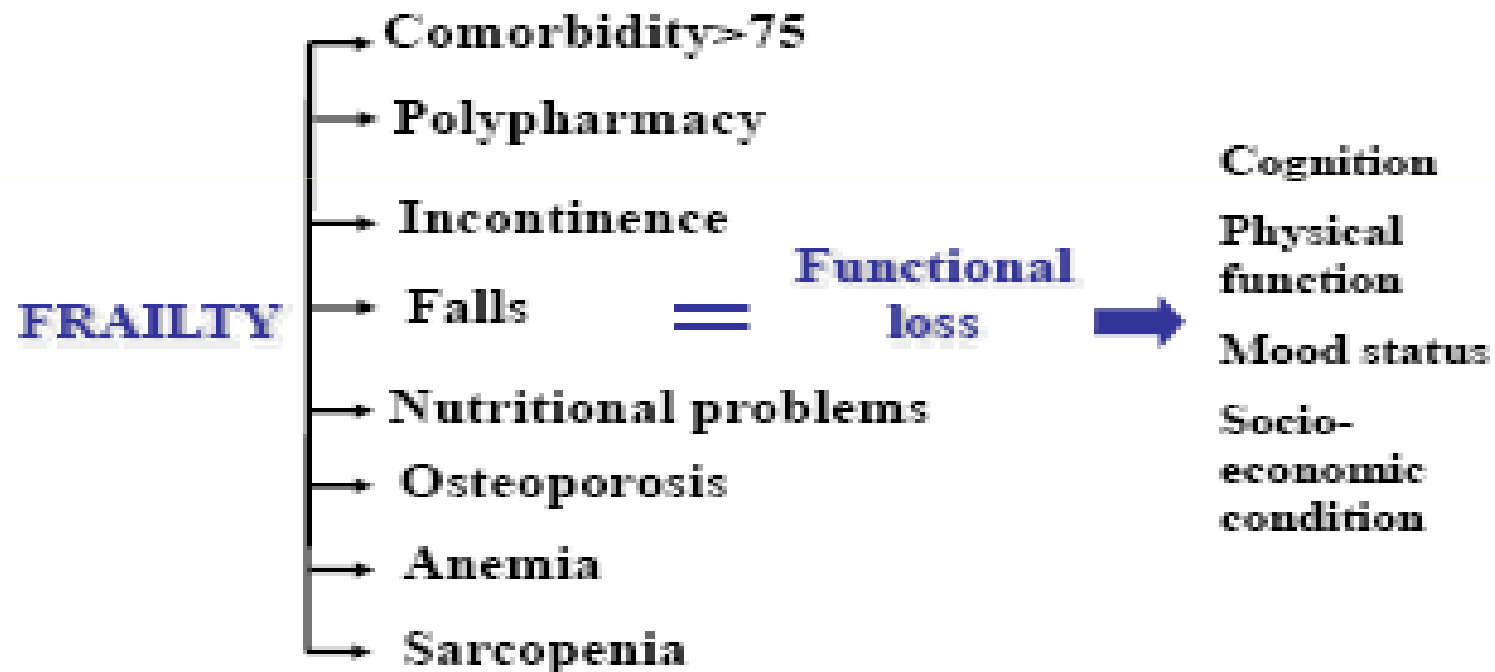 FRAILTY
Comorbidity>75
Polypharmacy
Incontinence
Falls
Nutritional problems
Osteoporosis
Anemia
Sarcopenia
=
Functional
loss
Cognition
Physical
function
Mood status
Socio-
economic
condition